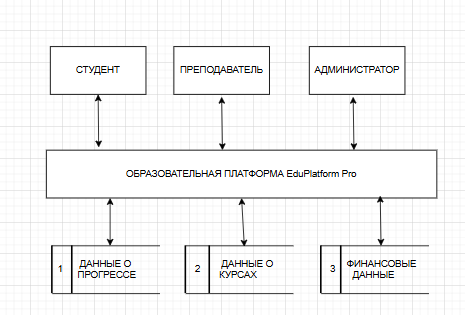 СТУДЕНТ
ПРЕПОДАВАТЕЛЬ
АДМИНИСТРАТОР
ОБРАЗОВАТЕЛЬНАЯ ПЛАТФОРМА EduPlatform Pro
1
ДАННЫЕ О
ПРОГРЕССЕ
2
ДАННЫЕ О
КУРСАХ
3
ФИНАНСОВЫЕ
ДАННЫЕ